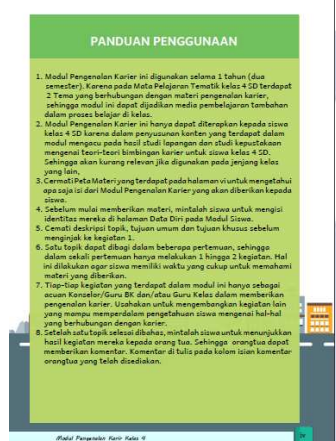 PANDUAN PENGGUNAAN
1. Modul Pengenalan Karier ini digunakan selama 1 tahun (dua
semester). Karena pada Mata Pelajaran Tematik kelas 4 SD terdapat
2 Tema yang berhubungan dengan materi pengenalan karier,
sehingga modul ini dapat dijadikan media pembelajaran tambahan
dalam proses belajar di kelas.
2. Modul Pengenalan Karier ini hanya dapat diterapkan kepada siswa
kelas 4 SD karena dalam penyusunan konten yang terdapat dalam
modul mengacu pada hasil studi lapangan dan studi kepustakaan
mengenai teori-teori bimbingan karier untuk siswa kelas 4 SD.
Sehingga akan kurang relevan jika digunakan pada jenjang kelas
yang lain,
3. Cermati Peta Materi yang terdapat pada halaman vi untuk mengetahui
apa saja isi dari Modul Pengenalan Karier yang akan diberikan kepada
siswa.
4. Sebelum mulai memberikan materi, mintalah siswa untuk mengisi
identitas mereka di halaman Data Diri pada Modul Siswa.
5. Cemati deskripsi topik, tujuan umum dan tujuan khusus sebelum
menginjak ke kegiatan 1.
6. Satu topik dapat dibagi dalam beberapa pertemuan, sehingga
dalam sekali pertemuan hanya melakukan 1 hingga 2 kegiatan. Hal
ini dilakukan agar siswa memiliki waktu yang cukup untuk memahami
materi yang diberikan.
7. Tiap-tiap kegiatan yang terdapat dalam modul ini hanya sebagai
acuan Konselor/Guru BK dan/atau Guru Kelas dalam memberikan
pengenalan karier. Usahakan untuk mengembangkan kegiatan lain
yang mampu memperdalam pengetahuan siswa mengenai hal-hal
yang berhubungan dengan karier.
8. Setelah satu topik selesai dibahas, mintalah siswa untuk menunjukkan
hasil kegiatan mereka kepada orang tua. Sehingga orangtua dapat
memberikan komentar. Komentar di tulis pada kolom isian komentar
orangtua yang telah disediakan.
Modul Pengenalan Karir Kelas 4